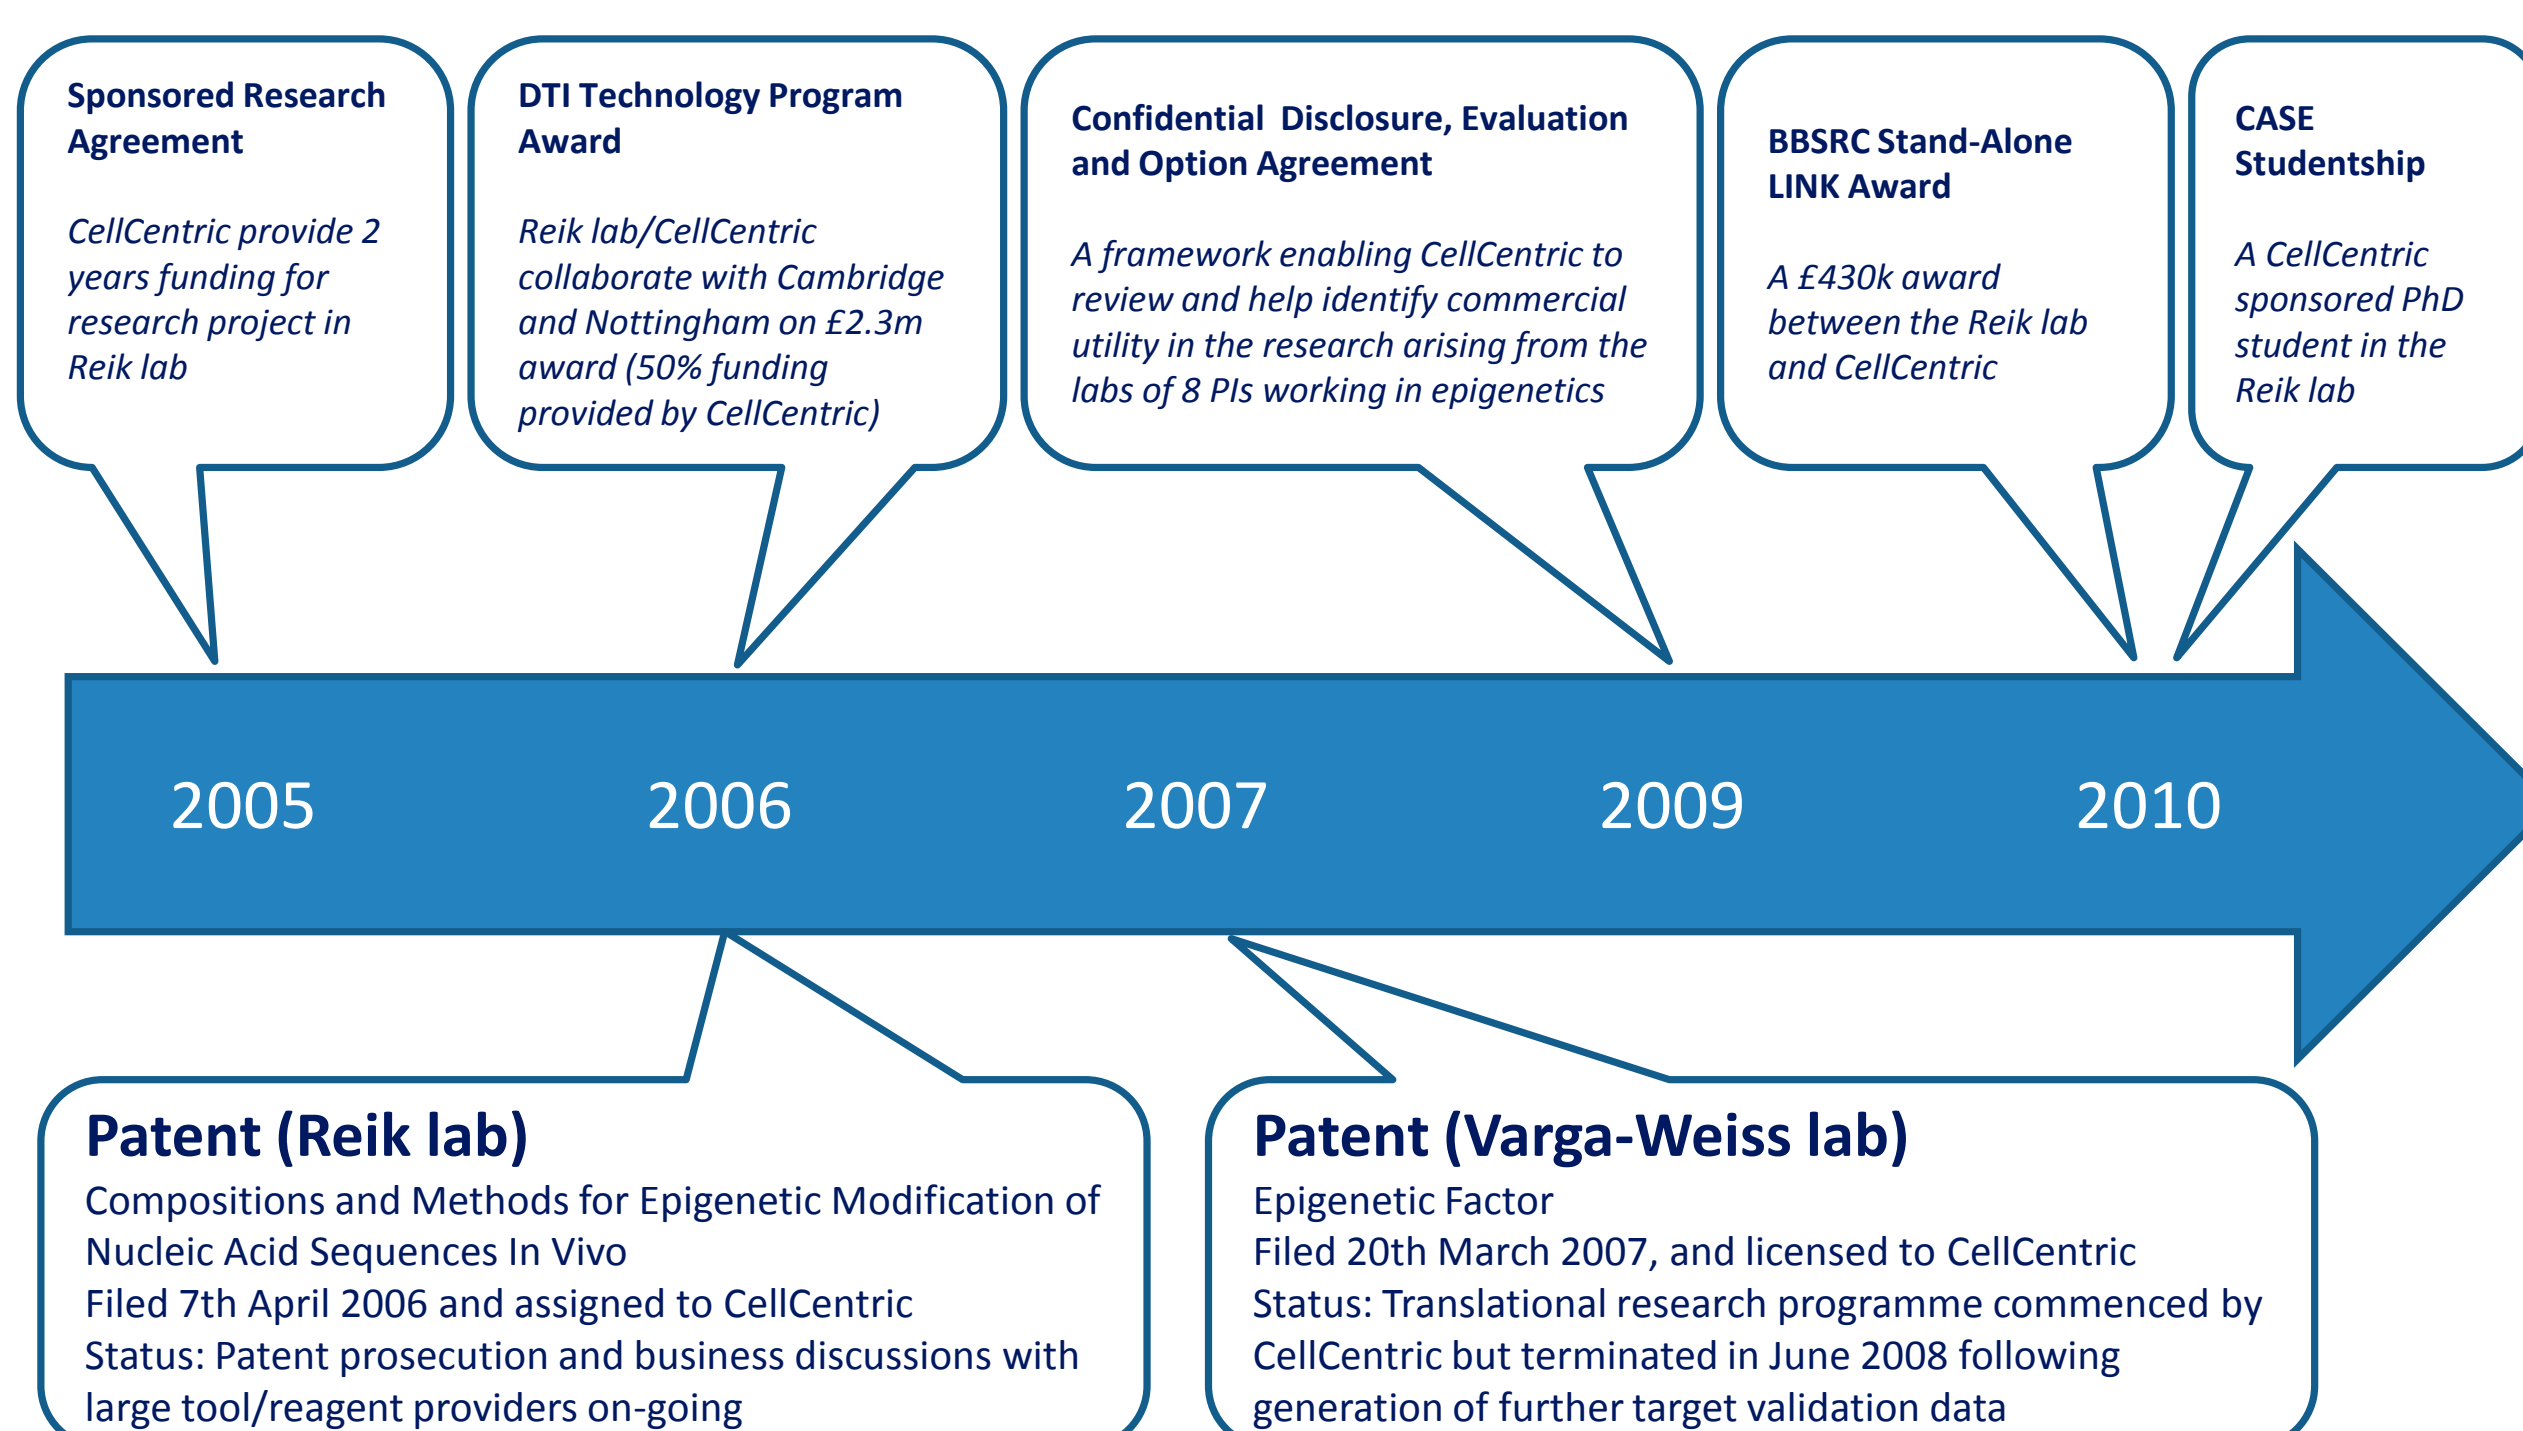 Sponsored Research
Agreement
CellCentric provide 2
years funding for
research project in
Reik lab
DTI Technology Program
Award
Reik lab/CellCentric
collaborate with Cambridge
and Nottingham on £2.3m
award (50% funding
provided by CellCentric)
Confidential  Disclosure, Evaluation
and Option Agreement
A framework enabling CellCentric to
review and help identify commercial
utility in the research arising from the
labs of 8 PIs working in epigenetics
BBSRC Stand-Alone
LINK Award
A £430k award
between the Reik lab
and CellCentric
CASE
Studentship
A CellCentric
sponsored PhD
student in the
Reik lab
2005
2006
2007
2009
2010
Patent (Reik lab)
Compositions and Methods for Epigenetic Modification of
Nucleic Acid Sequences In Vivo
Filed 7th April 2006 and assigned to CellCentric
Status: Patent prosecution and business discussions with
large tool/reagent providers on-going
Patent (Varga-Weiss lab)
Epigenetic Factor
Filed 20th March 2007, and licensed to CellCentric
Status: Translational research programme commenced by
CellCentric but terminated in June 2008 following
generation of further target validation data